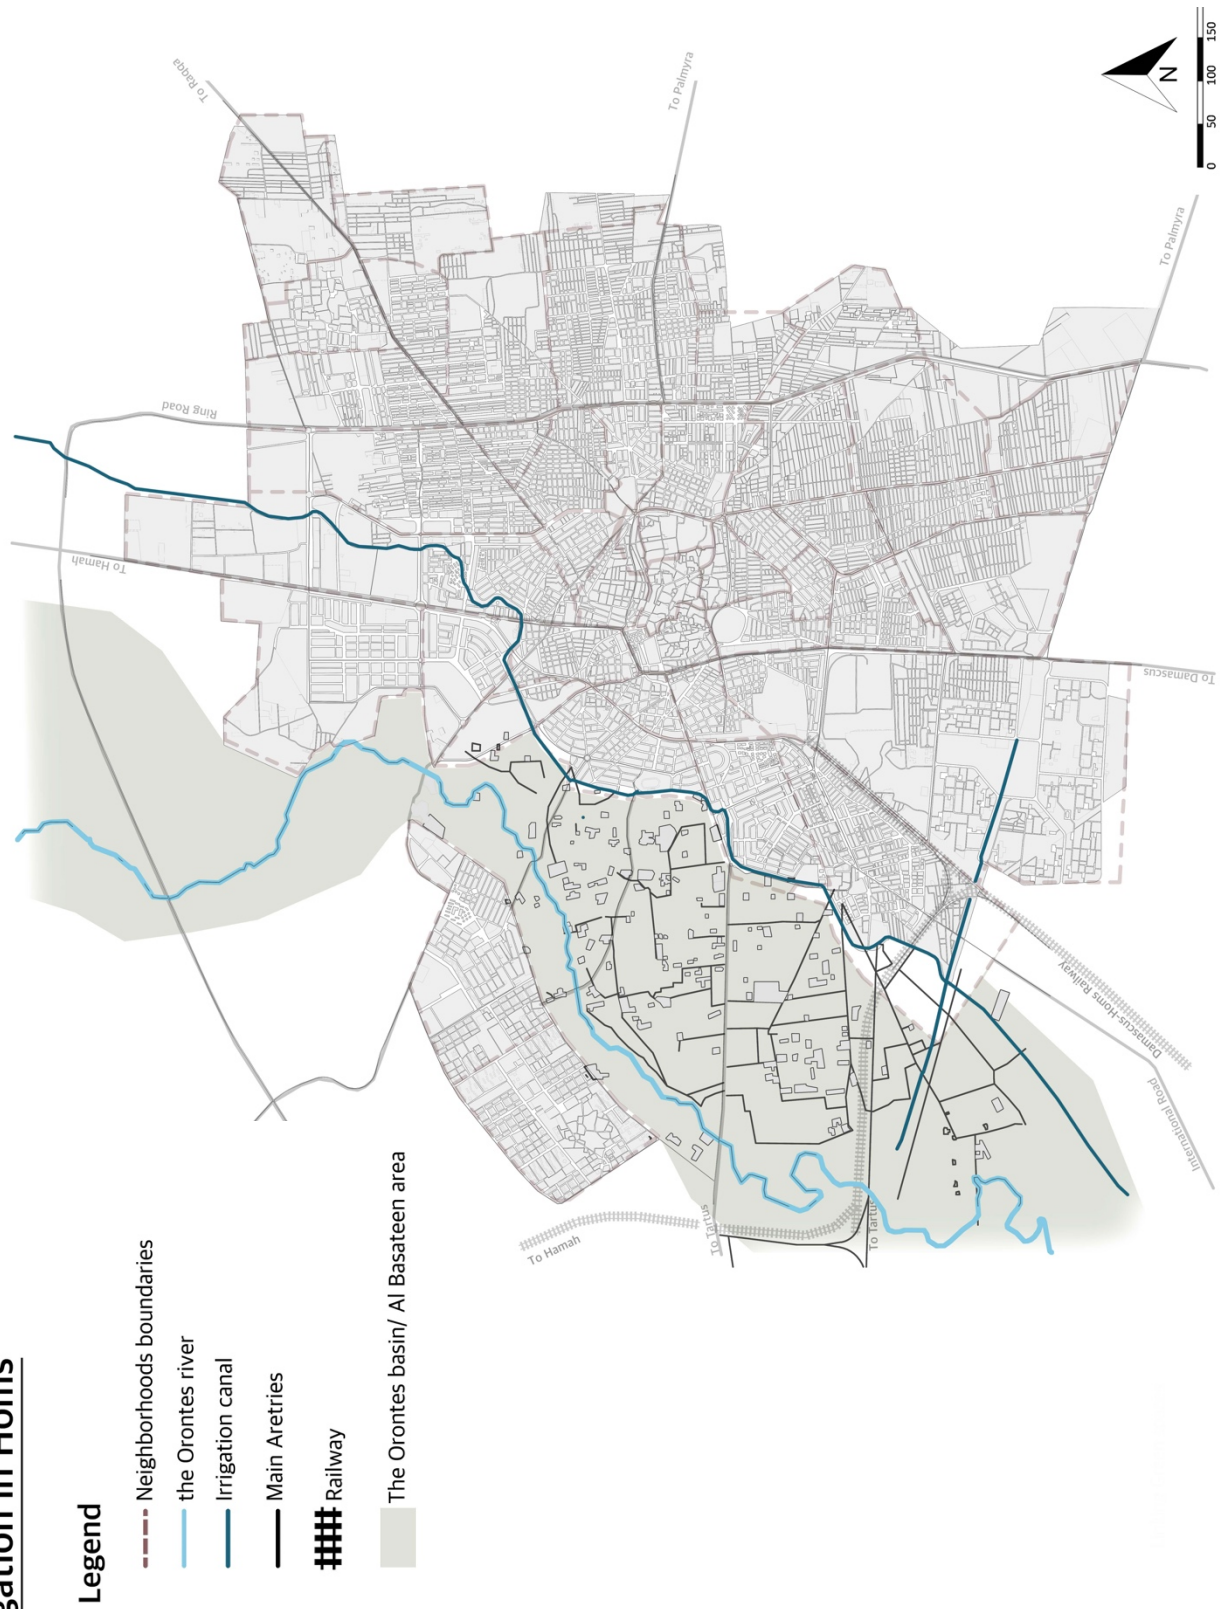 Homs
Legend
Neighborhoods boundaries
the Orontes river
Irrigation canal
Main Aretries
Railway
The Orontes basin/ Al Basateen area
To Raqqa
To Palmyra
Ring Road
To Hamah
To Palmyra
To Damascus
To Hamah
To Tartus
To Tartus
Damascus-Homs Railway
International Road
N
0 50 100 150